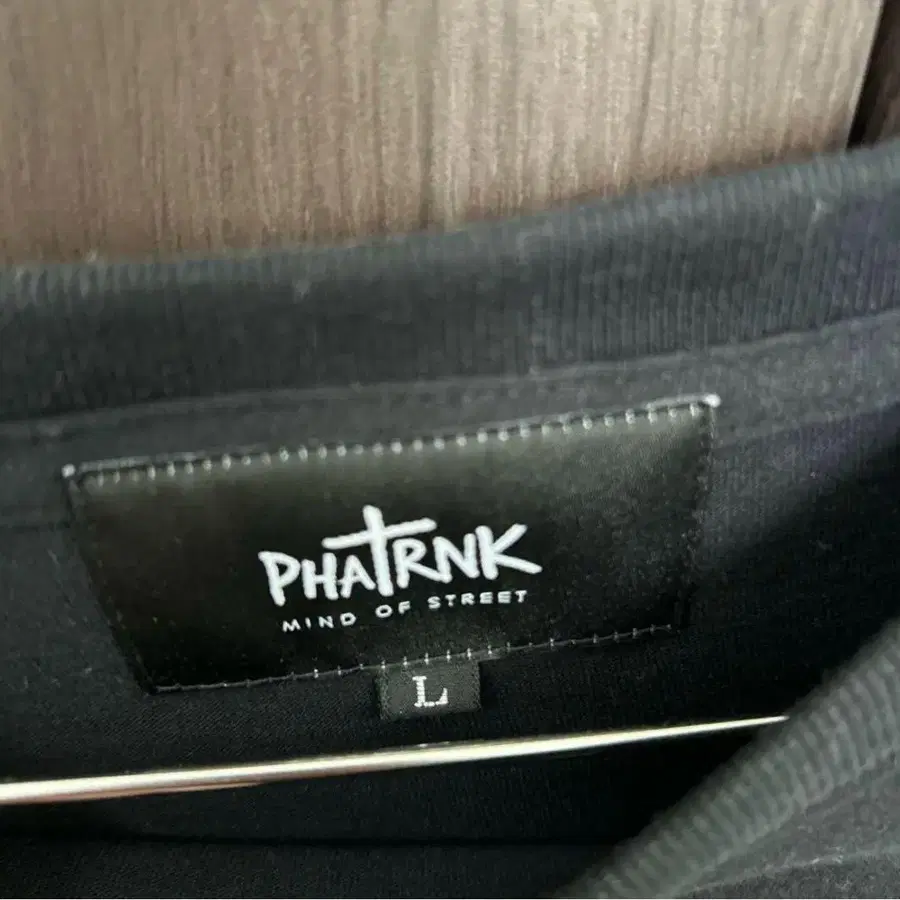 PHATRNK
MIND OF STREET
L